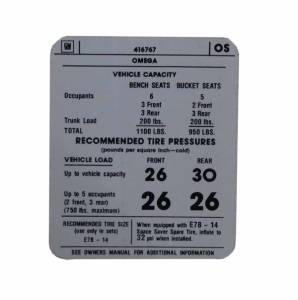 GM 416767 OS
OMEGA
VEHICLE CAPACITY
BENCH SEATS BUCKET SEATS
Occupants 6 5
3 Front 2 Front
3 Rear 3 Rear
Trunk Load 200 lbs. 200 lbs.
TOTAL 1100 LBS. 950 LBS.
RECOMMENDED TIRE PRESSURES
(pounds per square inch—cold)
VEHICLE LOAD FRONT REAR
Up to vehicle capacity 26 30
Up to 5 occupants
(2 front, 3 rear) 26 26
(750 lbs. maximum)
RECOMMENDED TIRE SIZE
(use only in sets)
E78 - 14
When equipped with E78 - 14
Space Saver Spare Tire, inflate to
32 psi when installed.
SEE OWNERS MANUAL FOR ADDITIONAL INFORMATION